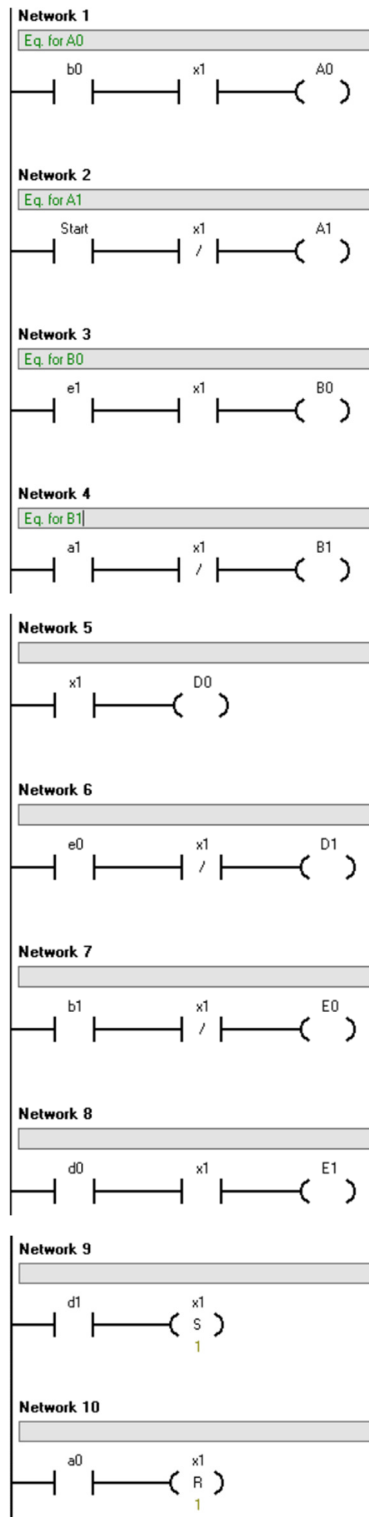 Network 1
Eq. for A0
b0 x1 A0
Network 2
Eq. for A1
Start x1 A1
/
Network 3
Eq. for B0
e1 x1 B0
Network 4
Eq. for B1
a1 x1 B1
/
Network 5
x1 D0
Network 6
e0 x1 D1
/
Network 7
b1 x1 E0
/
Network 8
d0 x1 E1
Network 9
d1 x1
S
1
Network 10
a0 x1
R
1